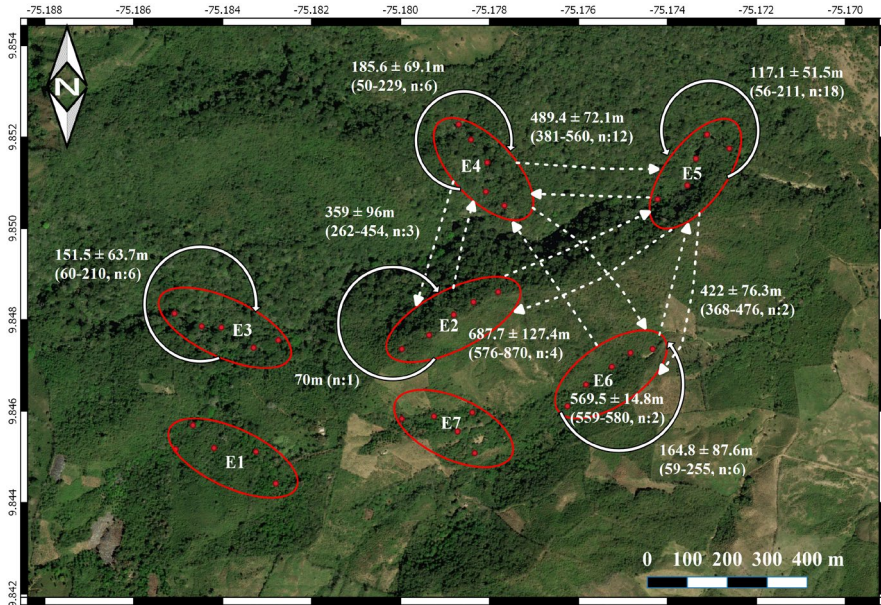 -75.188 -75.186 -75.184 -75.182 -75.180 -75.178 -75.176 -75.174 -75.172 -75.170
9.854
9.852
9.850
9.848
9.846
9.844
9.842
N
185.6 ± 69.1m
(50-229, n:6)
117.1 ± 51.5m
(56-211, n:18)
489.4 ± 72.1m
(381-560, n:12)
E4
E5
359 ± 96m
(262-454, n:3)
151.5 ± 63.7m
(60-210, n:6)
422 ± 76.3m
(368-476, n:2)
E3
E2
687.7 ± 127.4m
(576-870, n:4)
70m (n:1)
E6
569.5 ± 14.8m
(559-580, n:2)
E7
164.8 ± 87.6m
(59-255, n:6)
E1
0 100 200 300 400 m